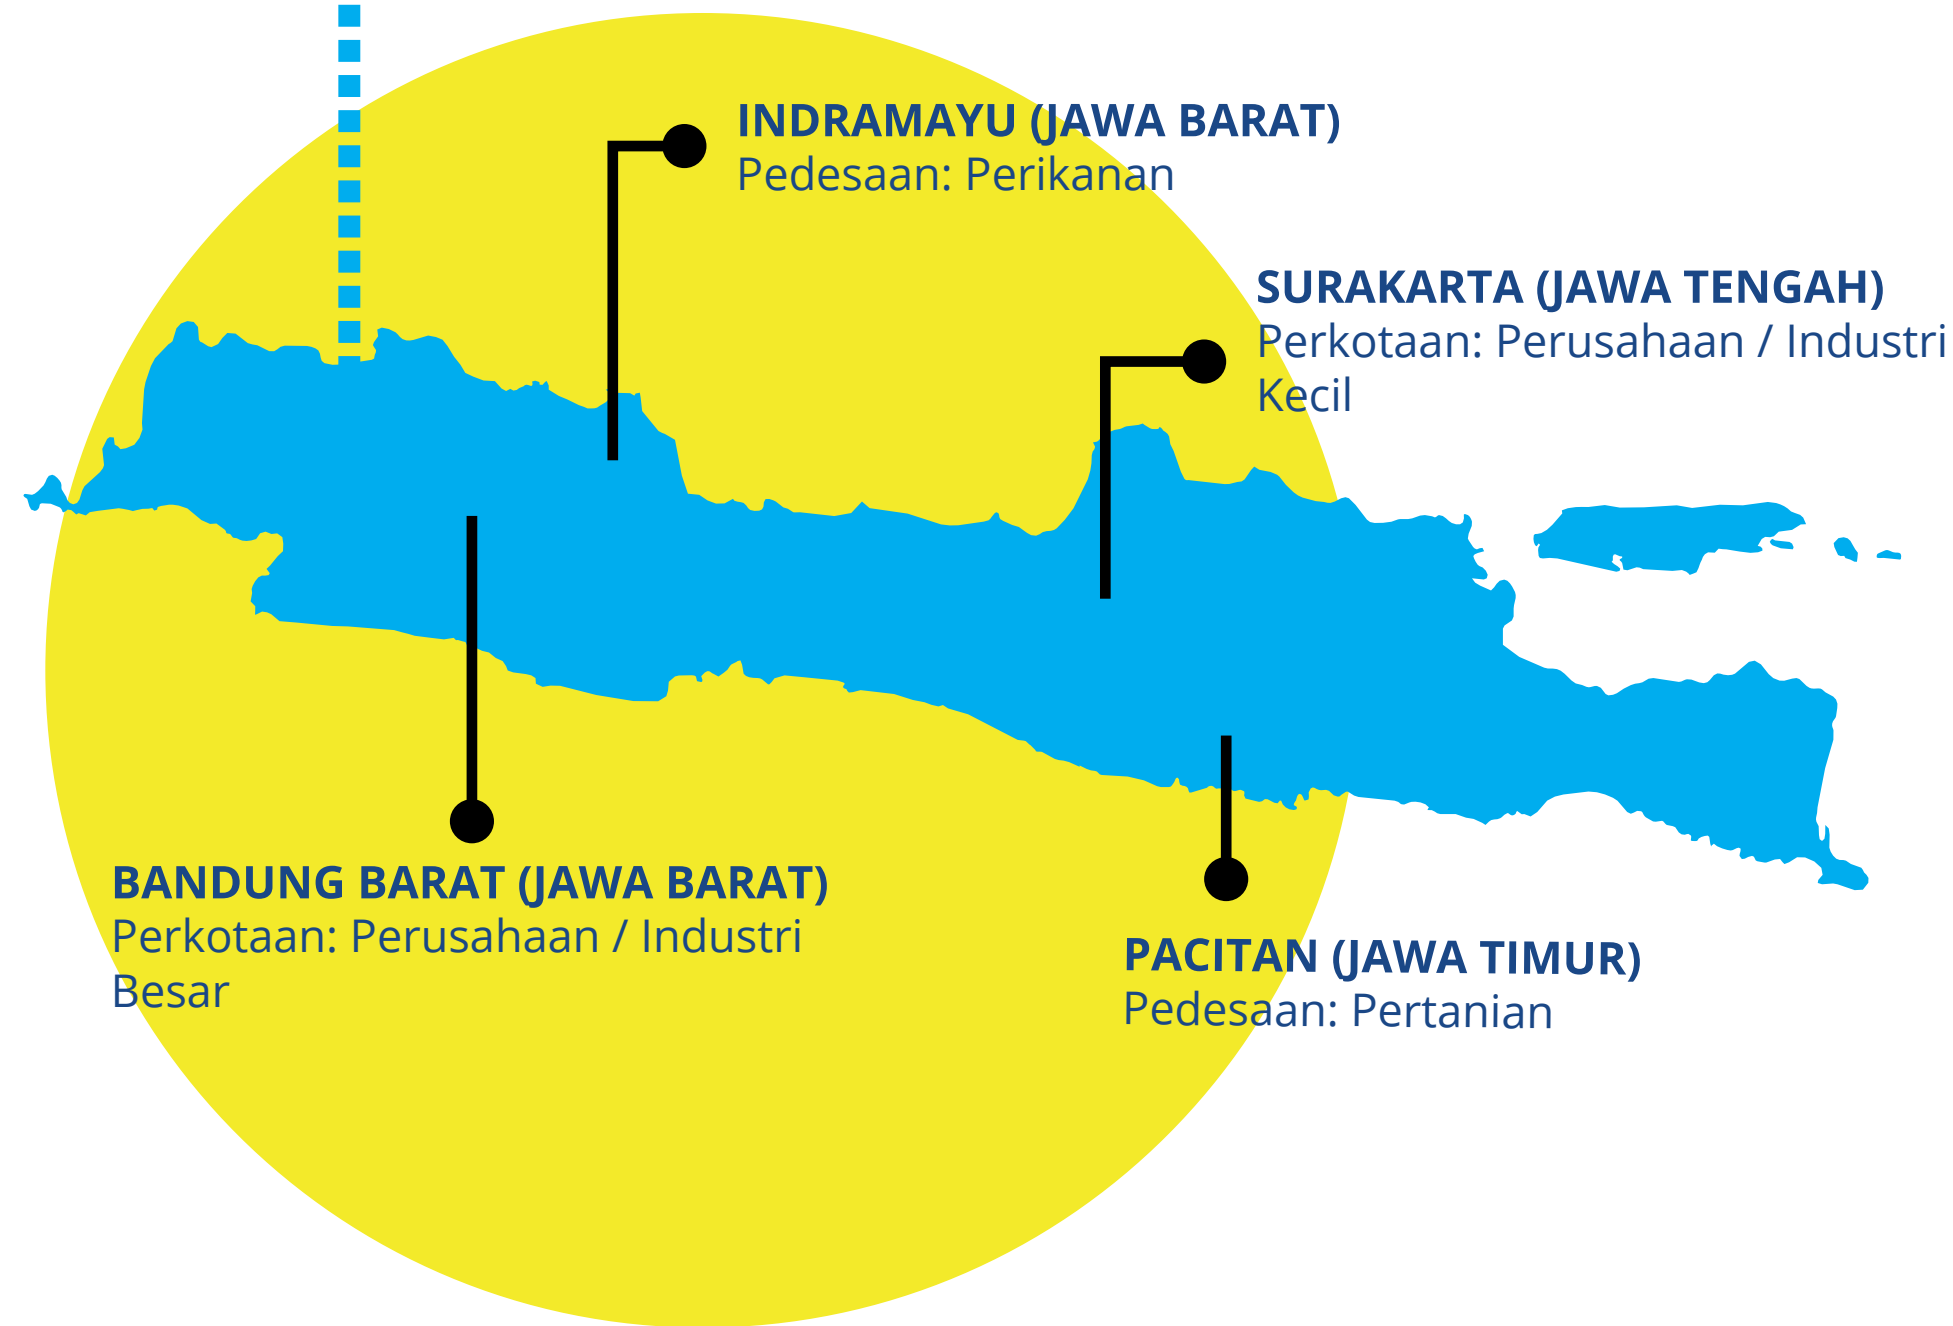 INDRAMAYU (JAWA BARAT)
Pedesaan: Perikanan
SURAKARTA (JAWA TENGAH)
Perkotaan: Perusahaan / Industri
Kecil
BANDUNG BARAT (JAWA BARAT)
Perkotaan: Perusahaan / Industri
Besar
PACITAN (JAWA TIMUR)
Pedesaan: Pertanian